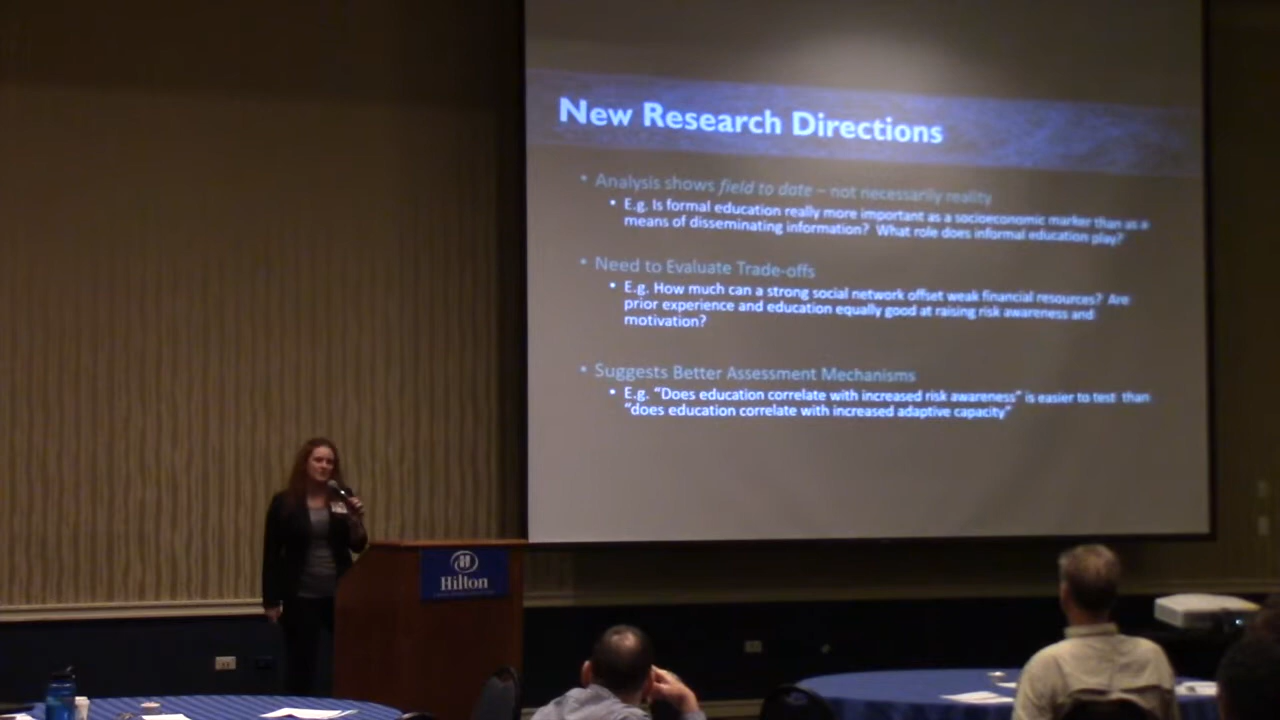 New Research Directions
• Analysis shows field to date – not necessarily reality
• E.g. Is formal education really more important as a socioeconomic marker than as a
means of disseminating information? What role does informal education play?
• Need to Evaluate Trade-offs
• E.g. How much can a strong social network offset weak financial resources? Are
prior experience and education equally good at raising risk awareness and
motivation?
• Suggests Better Assessment Mechanisms
• E.g. “Does education correlate with increased risk awareness” is easier to test than
“does education correlate with increased adaptive capacity”
H
Hilton